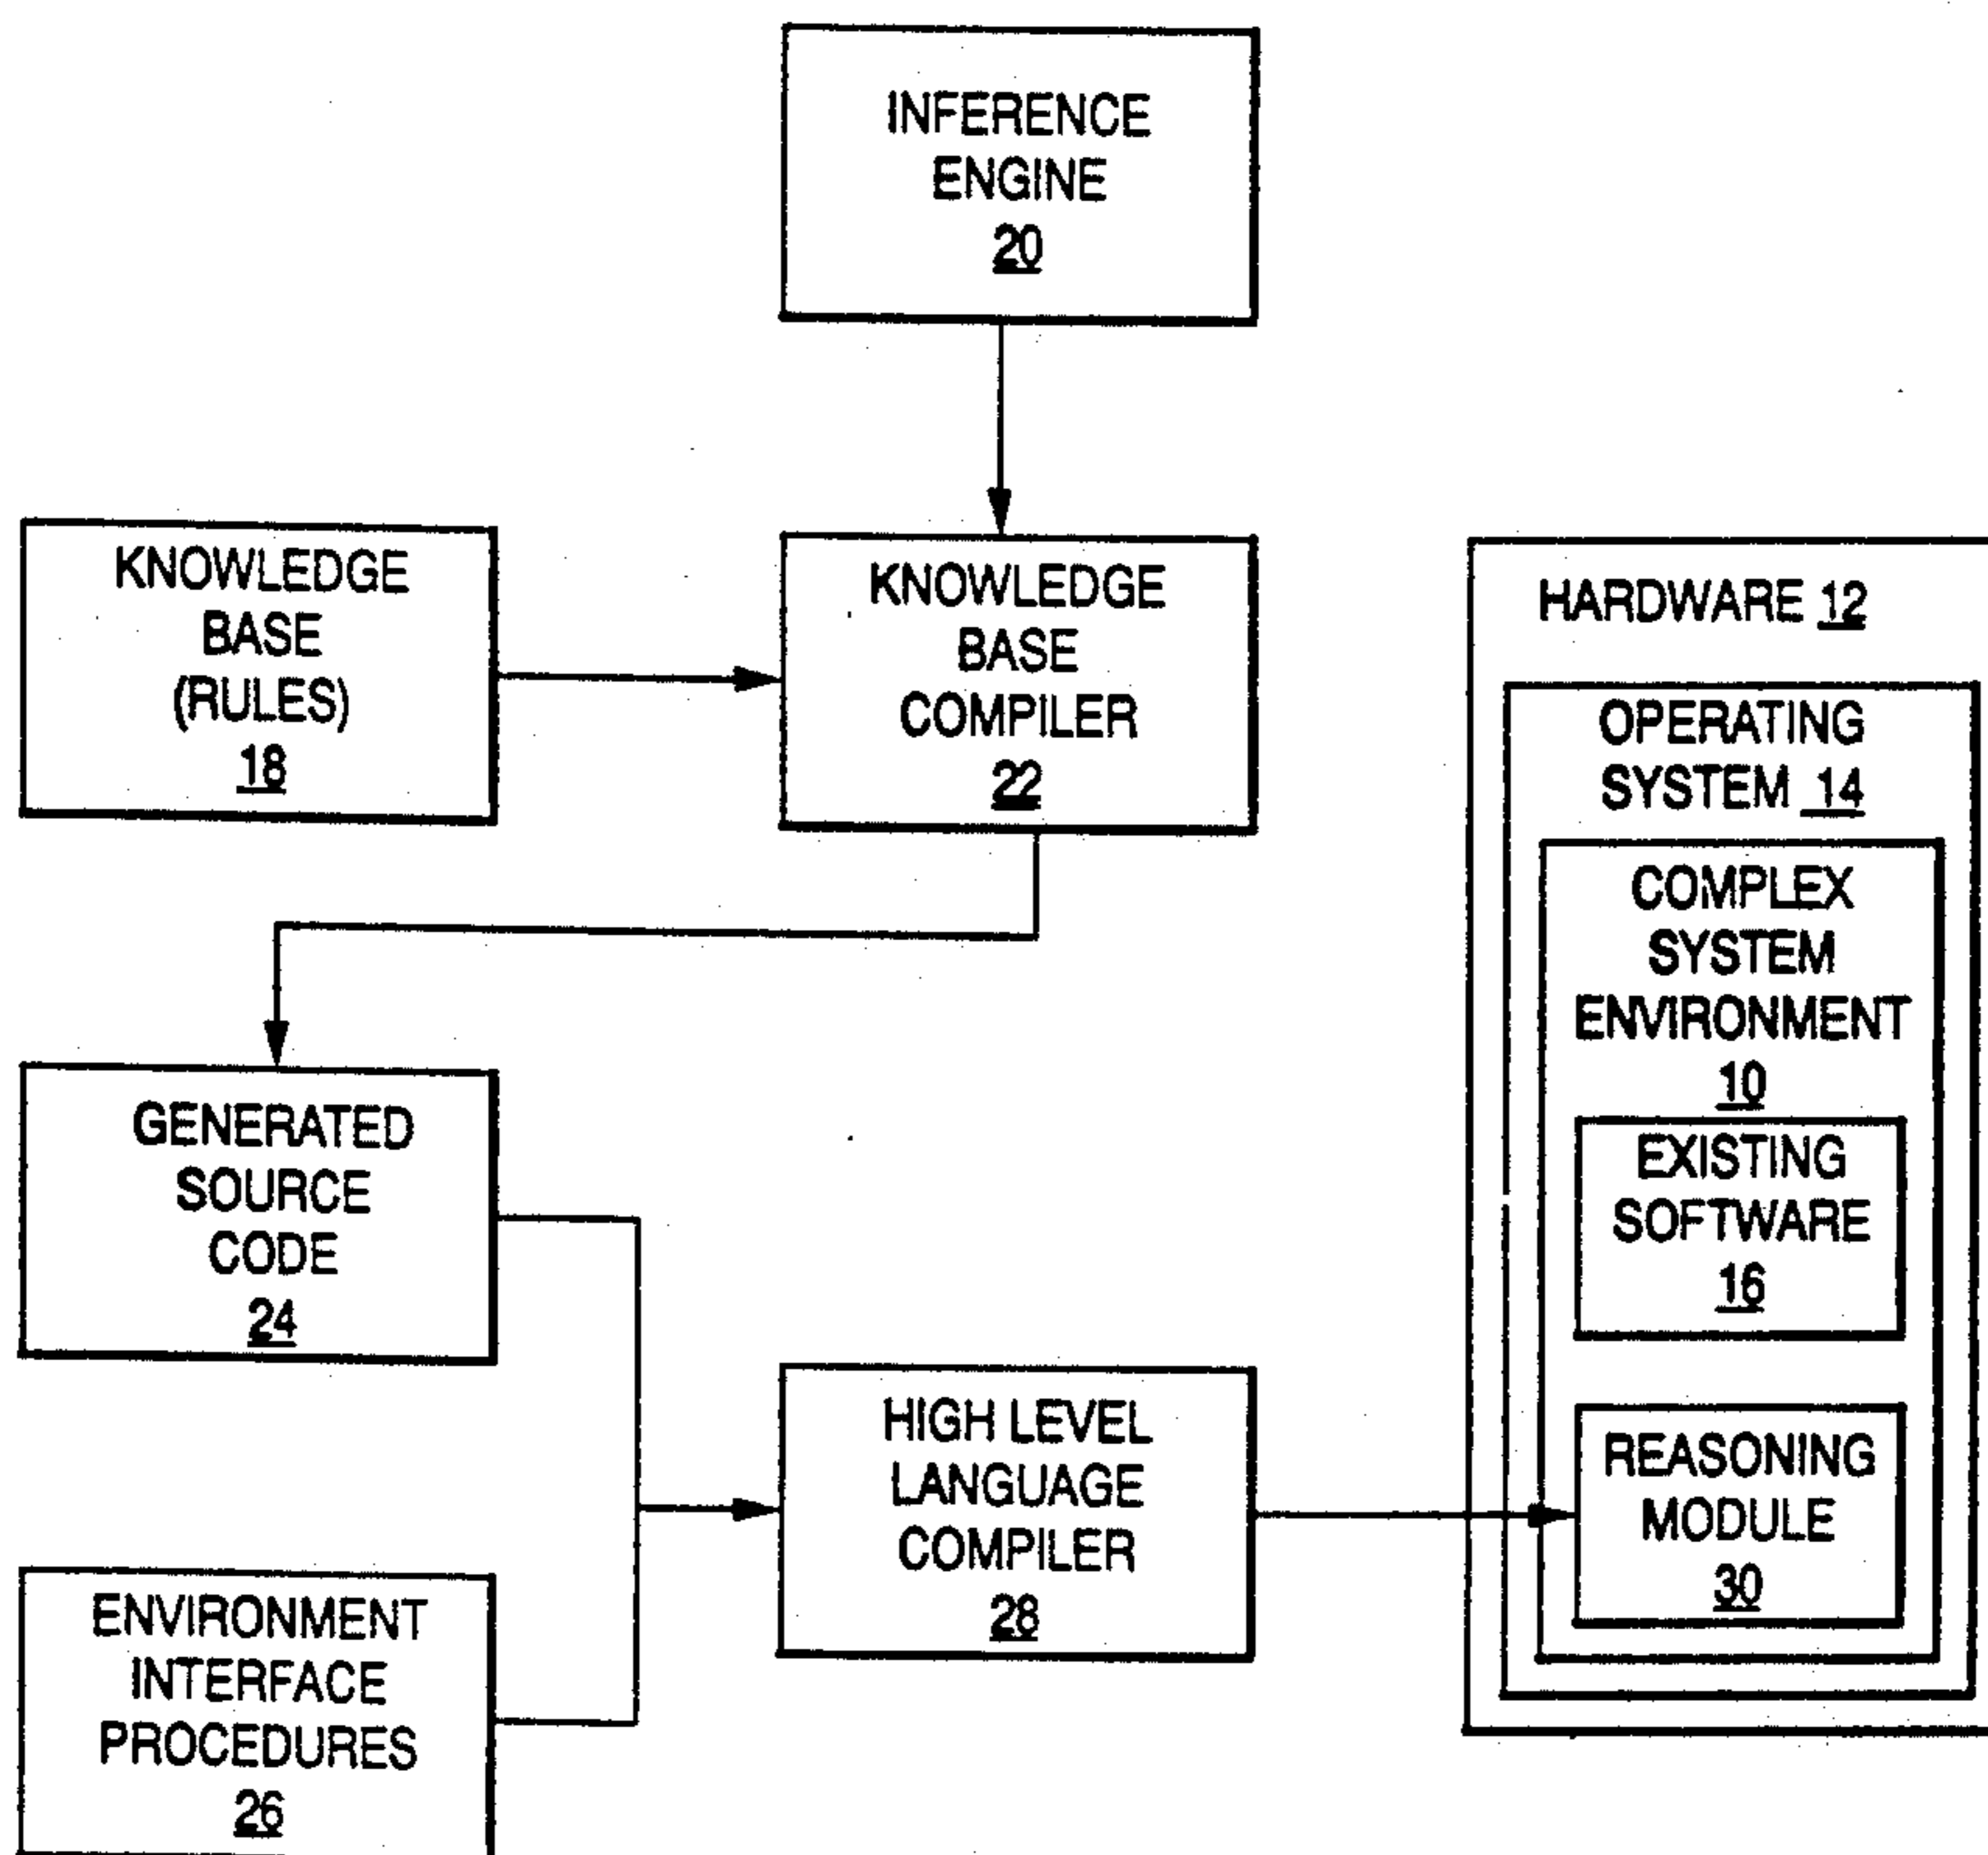 INFERENCE
ENGINE
20
KNOWLEDGE
BASE
(RULES)
18
KNOWLEDGE
BASE
COMPILER
22
HARDWARE 12
OPERATING
SYSTEM 14
COMPLEX
SYSTEM
ENVIRONMENT
10
EXISTING
SOFTWARE
16
REASONING
MODULE
30
GENERATED
SOURCE
CODE
24
HIGH LEVEL
LANGUAGE
COMPILER
28
ENVIRONMENT
INTERFACE
PROCEDURES
26